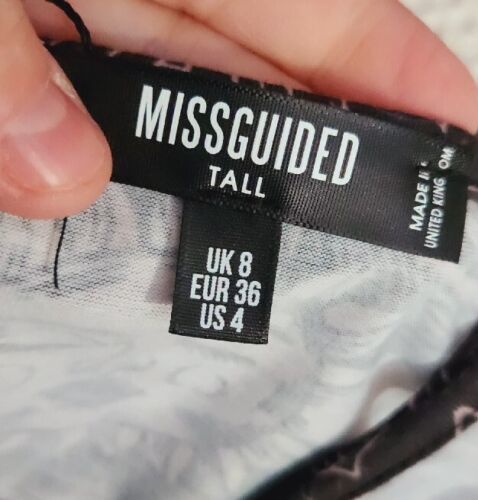 MISSGUIDED
TALL
MADE IN
UNITED KINGDOM
UK 8
EUR 36
US 4